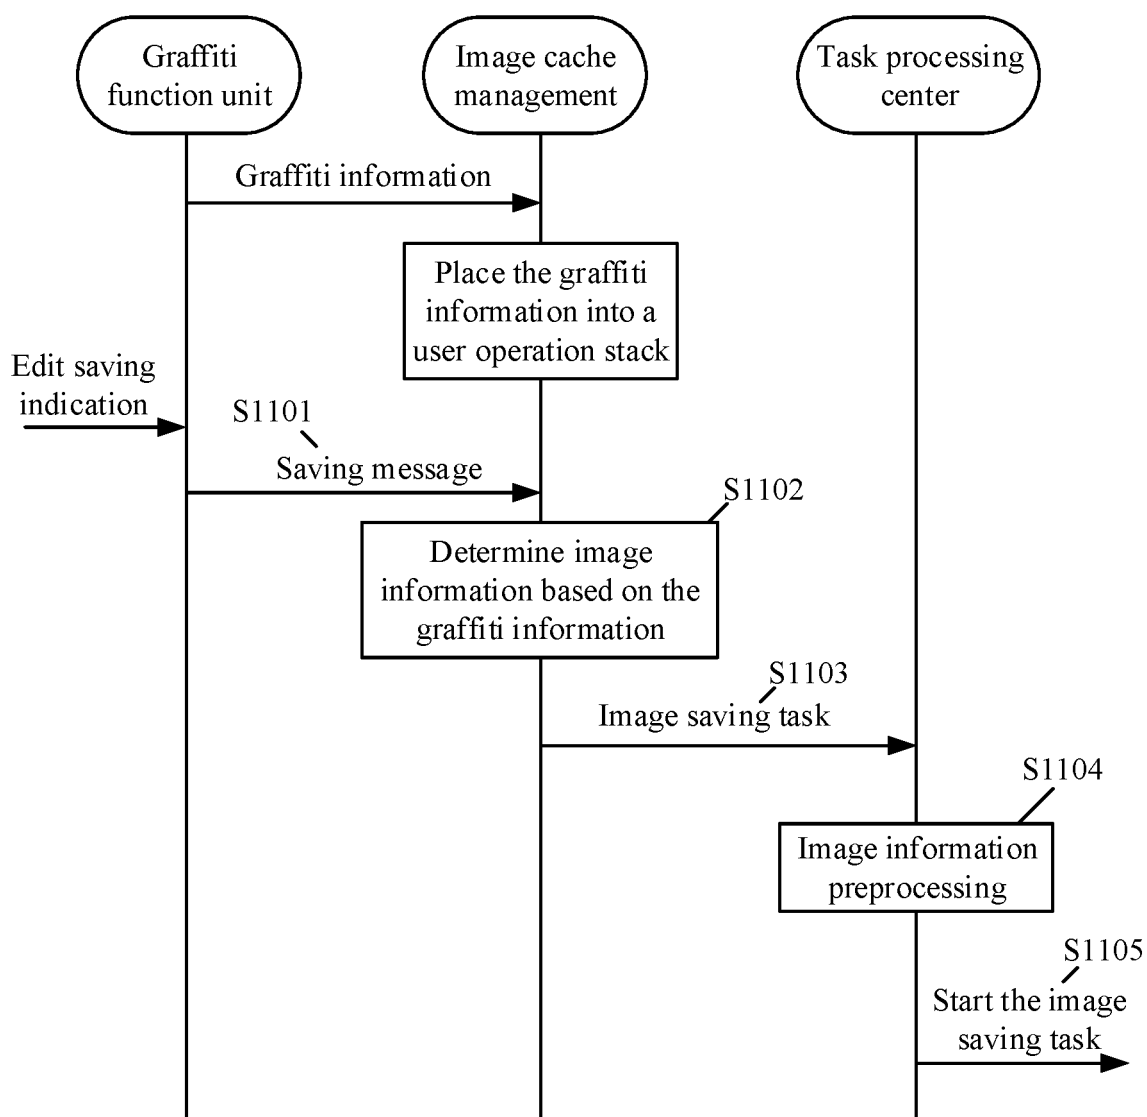 Graffiti
function unit
Image cache
management
Task processing
center
Graffiti information
Place the graffiti
information into a
user operation stack
Edit saving
indication
S1101
Saving message
S1102
Determine image
information based on the
graffiti information
S1103
Image saving task
S1104
Image information
preprocessing
S1105
Start the image
saving task